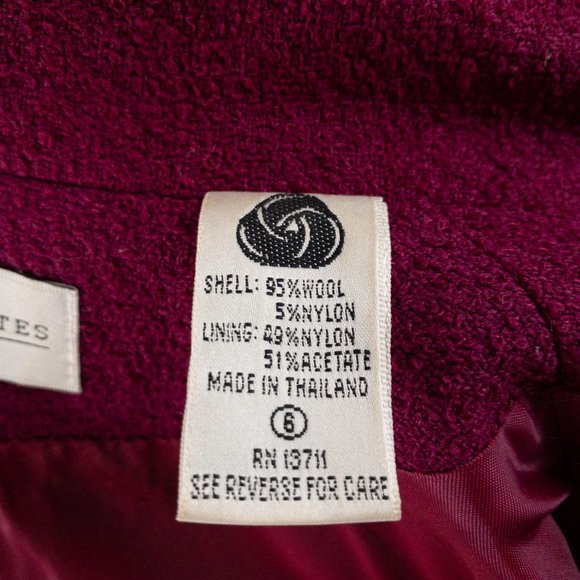 TES
SHELL: 95%WOOL
5%NYLON
LINING: 49%NYLON
51%ACETATE
MADE IN THAILAND
6
RN 13711
SEE REVERSE FOR CARE